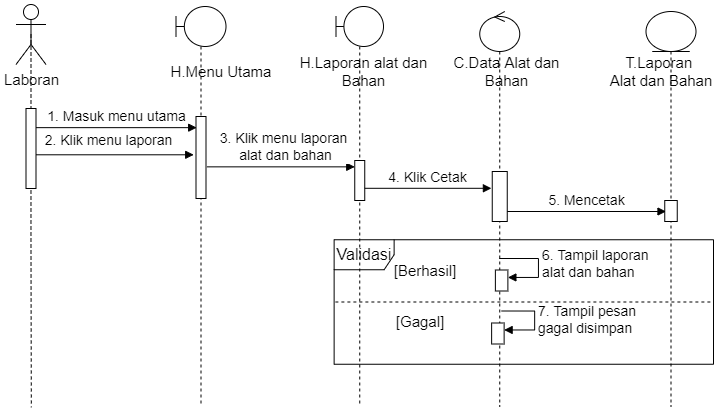 Laboran
H.Menu Utama
H.Laporan alat dan
Bahan
C.Data Alat dan
Bahan
T.Laporan
Alat dan Bahan
1. Masuk menu utama
2. Klik menu laporan
3. Klik menu laporan
alat dan bahan
4. Klik Cetak
5. Mencetak
Validasi
[Berhasil]
6. Tampil laporan
alat dan bahan
[Gagal]
7. Tampil pesan
gagal disimpan